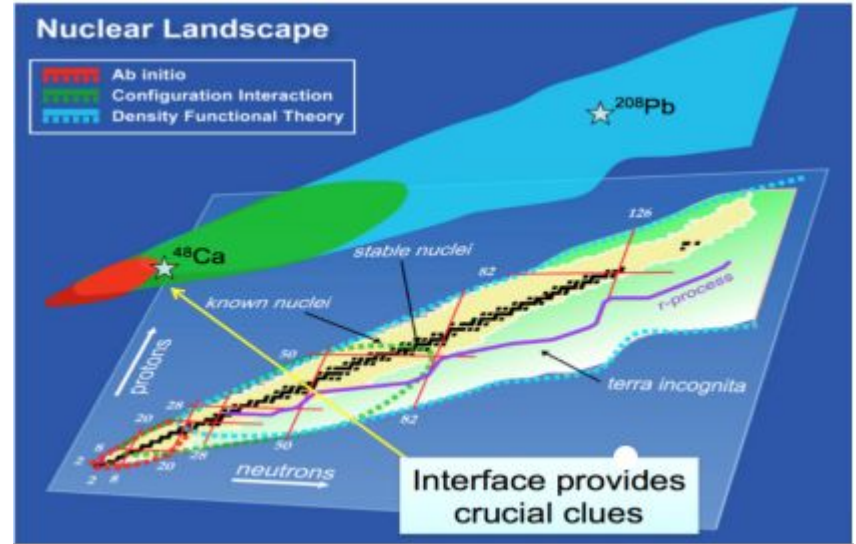 Nuclear Landscape
Ab initio
Configuration Interaction
Density Functional Theory
²⁰⁸Pb
126
⁴⁸Ca
stable nuclei
82
known nuclei
r-process
50
protons
terra incognita
28
20
82
8
50
2
28
20
neutrons
2
8
Interface provides
crucial clues